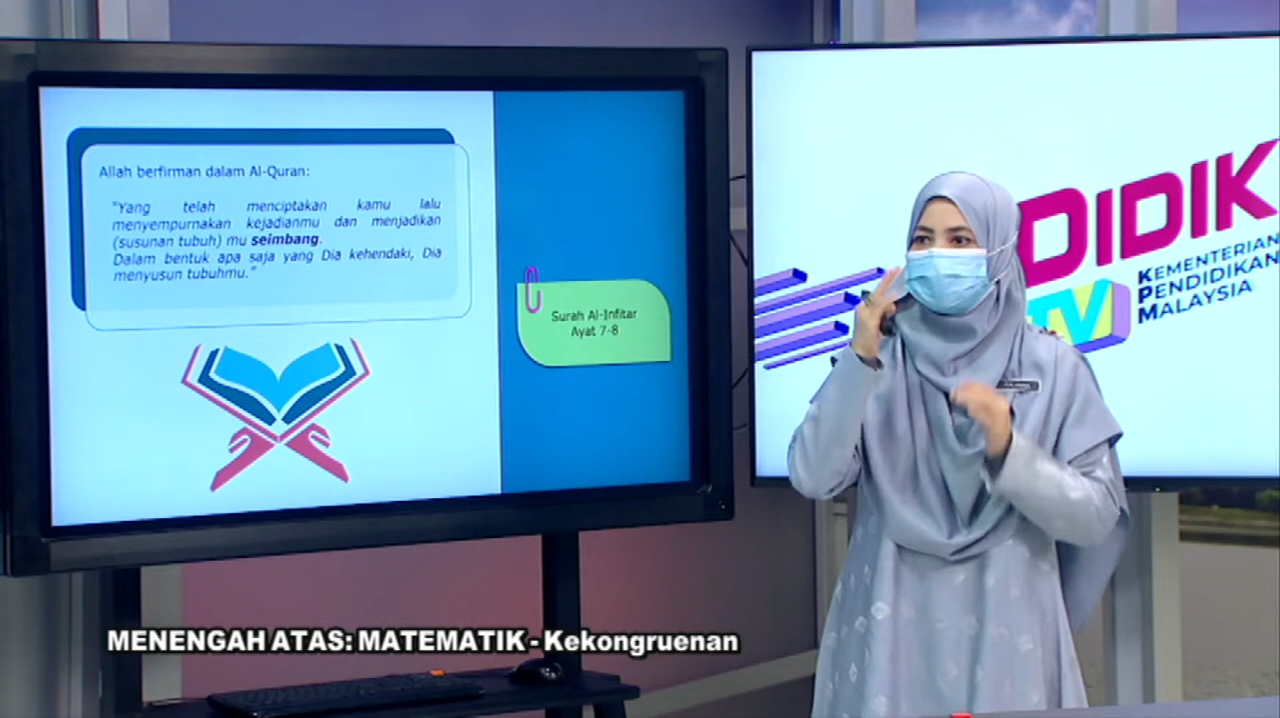 Allah berfirman dalam Al-Quran:
"Yang telah menciptakan kamu lalu
menyempurnakan kejadianmu dan menjadikan
(susunan tubuh) mu seimbang.
Dalam bentuk apa saja yang Dia kehendaki, Dia
menyusun tubuhmu."
Surah Al-Infitar
Ayat 7-8
DIDIK
TV
KEMENTERIAN
PENDIDIKAN
MALAYSIA
MENENGAH ATAS: MATEMATIK - Kekongruenan